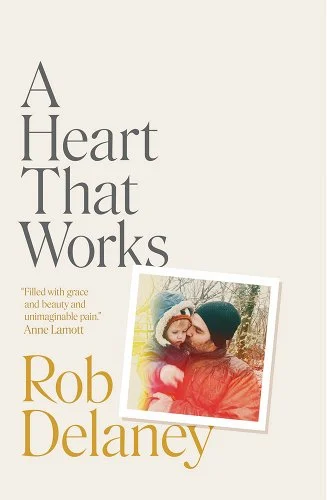 A
Heart
That
Works
"Filled with grace
and beauty and
unimaginable pain."
Anne Lamott
Rob
Delaney